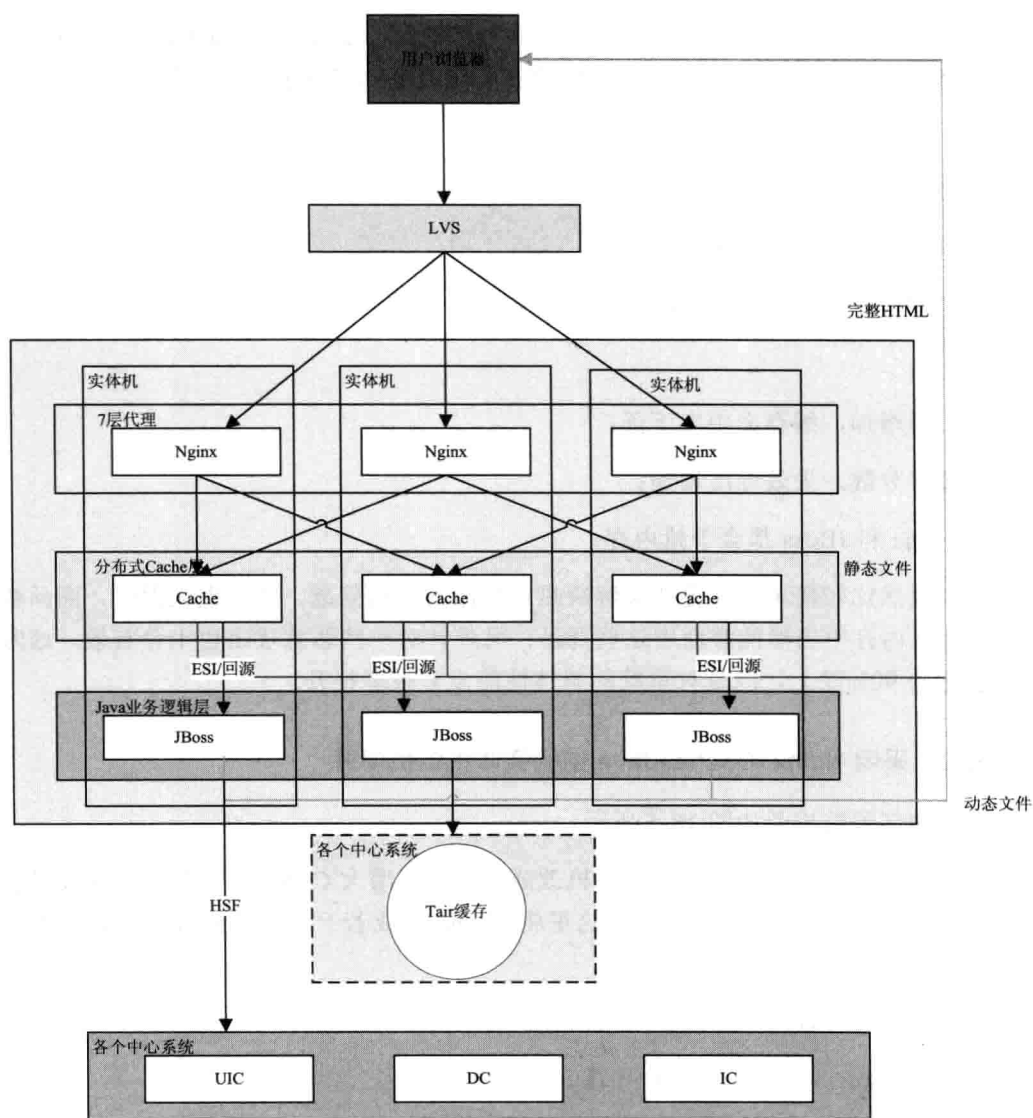 用户浏览器
LVS
完整HTML
实体机
实体机
实体机
7层代理
Nginx
Nginx
Nginx
分布式Cache层
静态文件
Cache
Cache
Cache
ESI/回源
ESI/回源
ESI/回源
Java业务逻辑层
JBoss
JBoss
JBoss
动态文件
各个中心系统
Tair缓存
HSF
各个中心系统
UIC
DC
IC